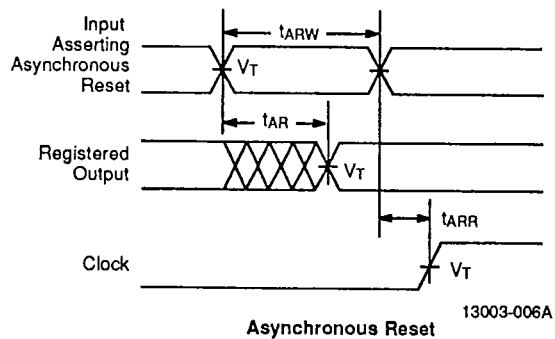 Input
Asserting
Asynchronous
Reset
tARW
VT
tAR
Registered
Output
VT
tARR
Clock
VT
13003-006A
Asynchronous Reset